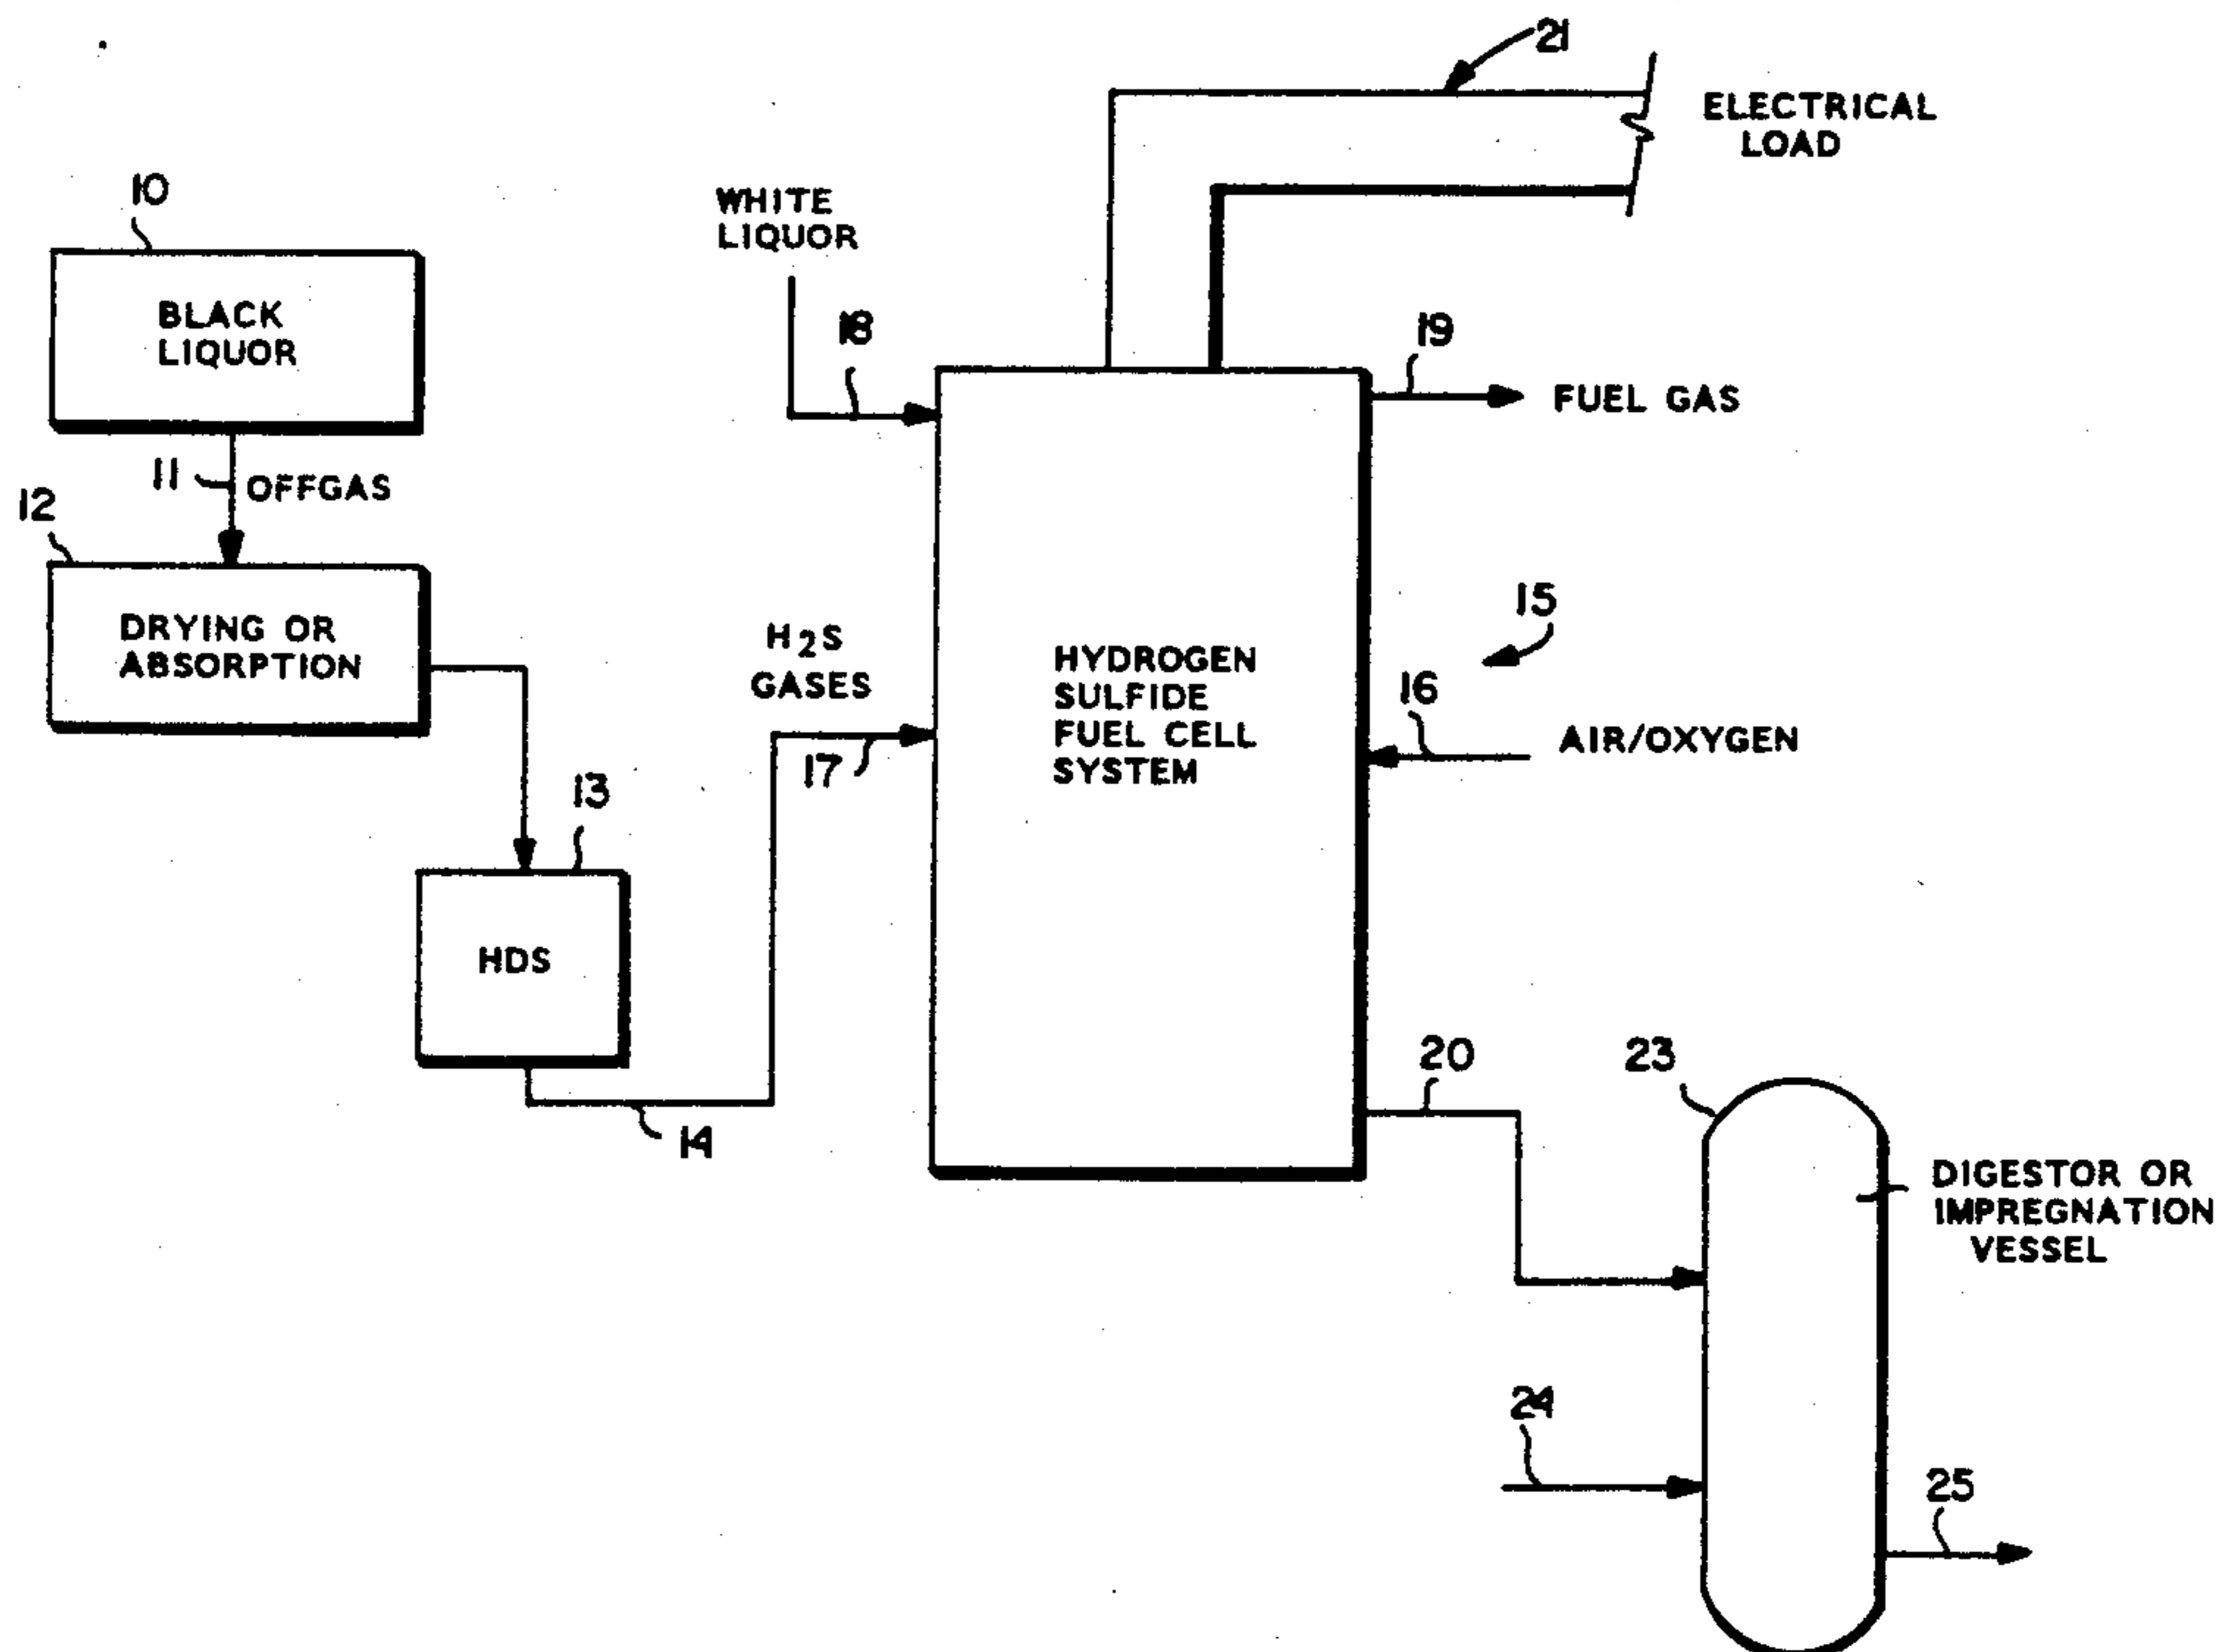 21
ELECTRICAL
LOAD
10
WHITE
LIQUOR
BLACK
LIQUOR
18
19
FUEL GAS
11
OFFGAS
12
DRYING OR
ABSORPTION
H2S
GASES
17
HYDROGEN
SULFIDE
FUEL CELL
SYSTEM
15
16
AIR/OXYGEN
13
HDS
14
20
23
DIGESTOR OR
IMPREGNATION
VESSEL
24
25